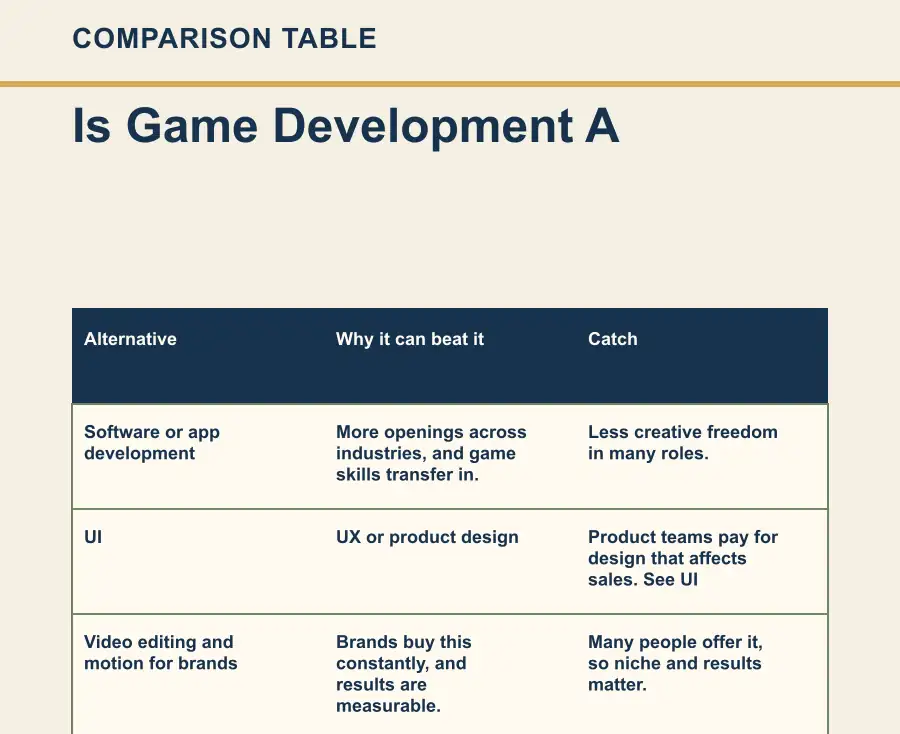 COMPARISON TABLE
Is Game Development A
Alternative
Why it can beat it
Catch
Software or app
development
More openings across
industries, and game
skills transfer in.
Less creative freedom
in many roles.
UI
UX or product design
Product teams pay for
design that affects
sales. See UI
Video editing and
motion for brands
Brands buy this
constantly, and
results are
measurable.
Many people offer it,
so niche and results
matter.